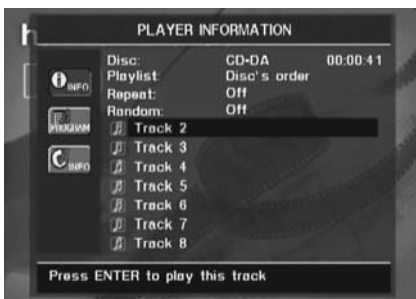 h
PLAYER INFORMATION
Disc: CD-DA 00:00:41
Playlist: Disc's order
Repeat: Off
Random: Off
INFO
PROGRAM
INFO
Track 2
Track 3
Track 4
Track 5
Track 6
Track 7
Track 8
Press ENTER to play this track